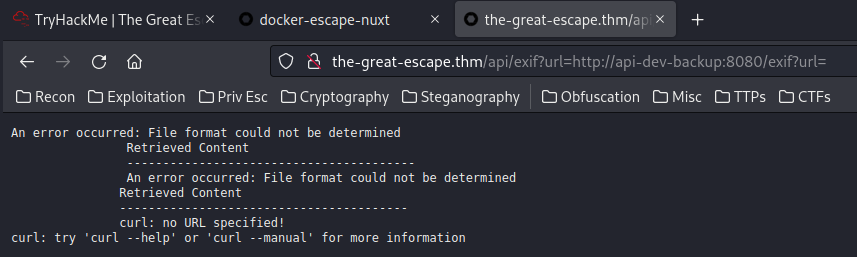 TryHackMe | The Great Es
docker-escape-nuxt
the-great-escape.thm/api
the-great-escape.thm/api/exif?url=http://api-dev-backup:8080/exif?url=
Recon Exploitation Priv Esc Cryptography Steganography Obfuscation Misc TTPs CTFs
An error occurred: File format could not be determined
Retrieved Content
----------------------------------------
An error occurred: File format could not be determined
Retrieved Content
----------------------------------------
curl: no URL specified!
curl: try 'curl --help' or 'curl --manual' for more information